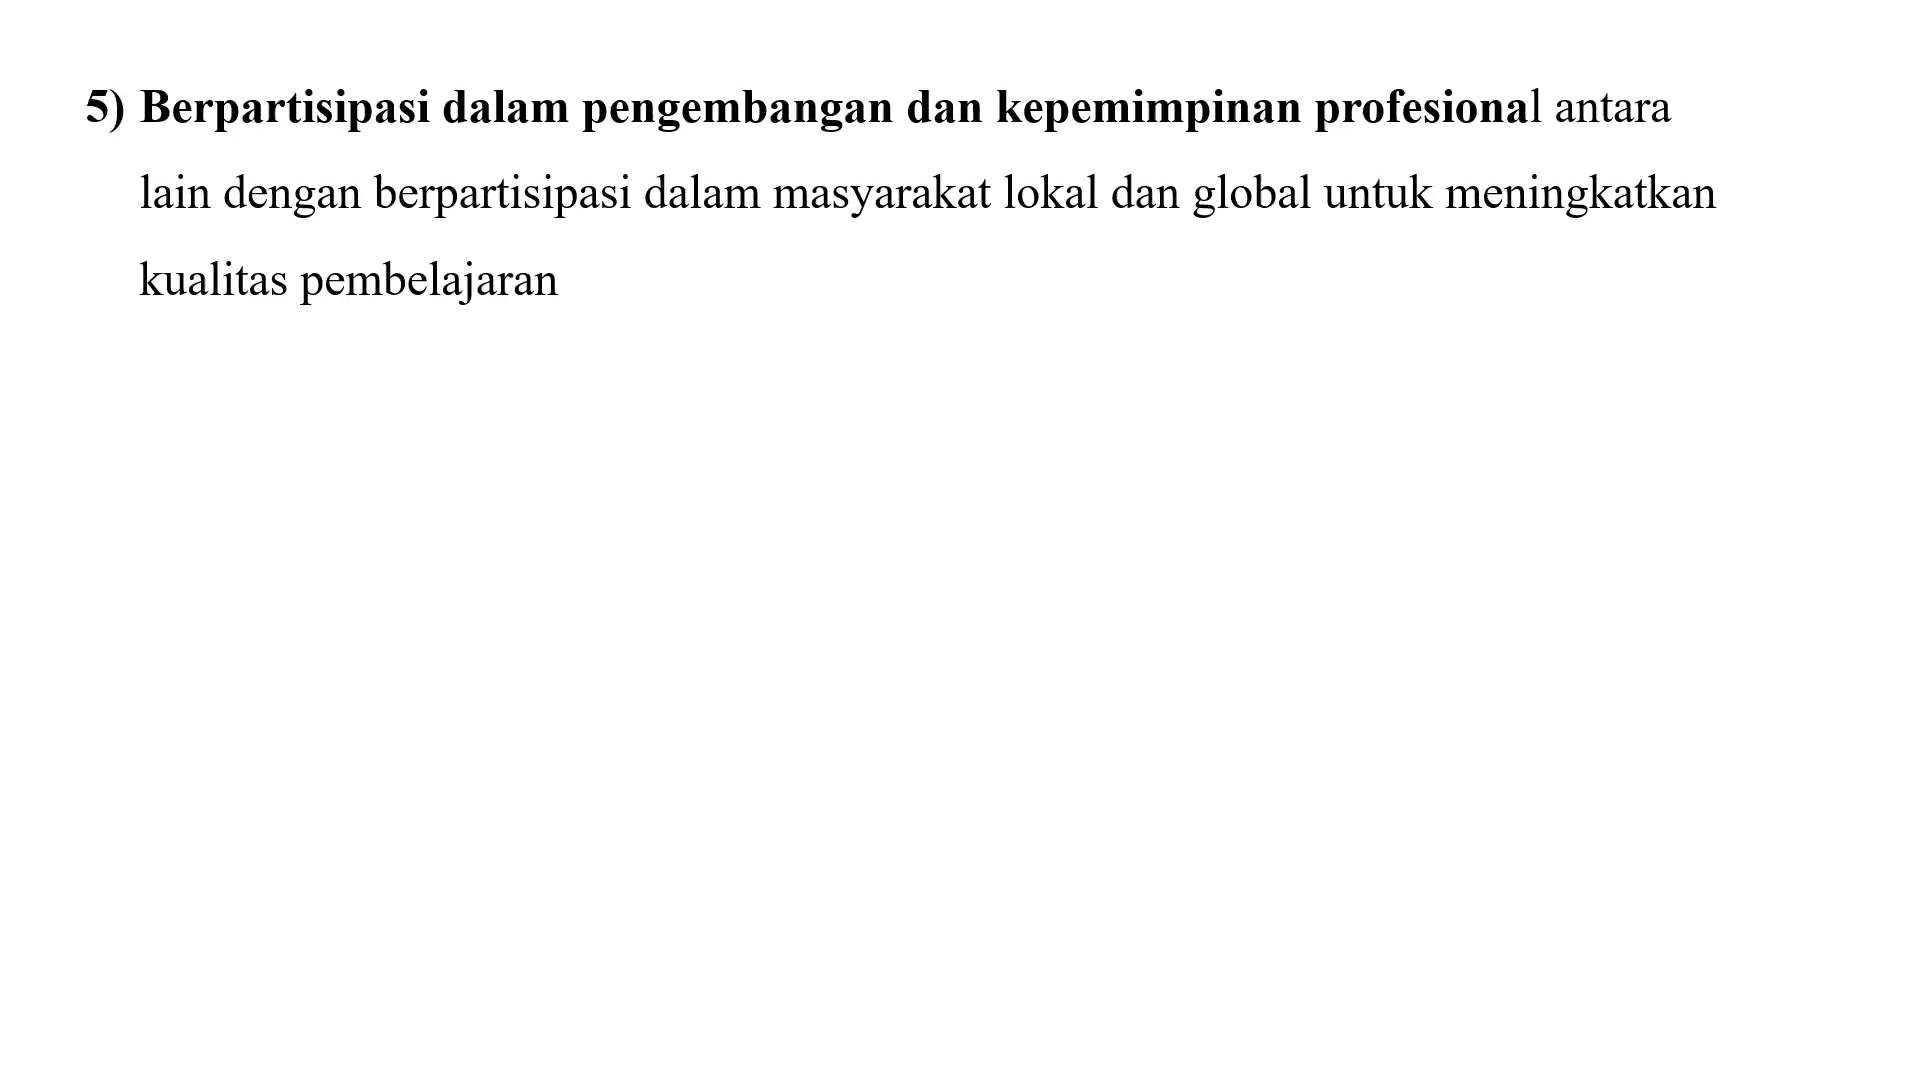 5) Berpartisipasi dalam pengembangan dan kepemimpinan profesional antara
lain dengan berpartisipasi dalam masyarakat lokal dan global untuk meningkatkan
kualitas pembelajaran